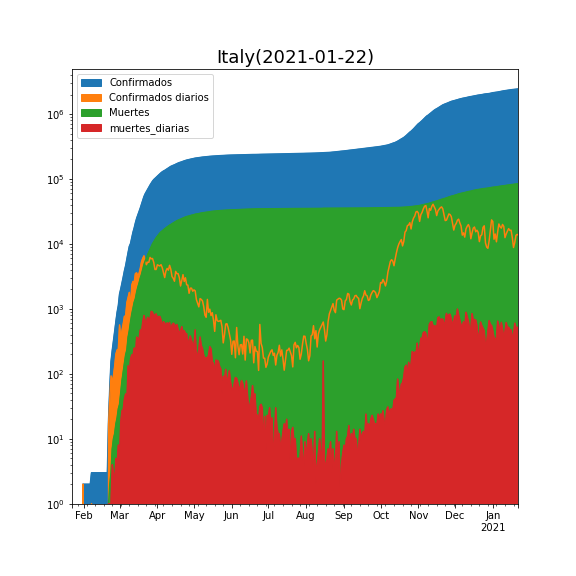 Italy(2021-01-22)
Confirmados
Confirmados diarios
Muertes
muertes_diarias
10⁶
10⁵
10⁴
10³
10²
10¹
10⁰
Feb Mar Apr May Jun Jul Aug Sep Oct Nov Dec Jan
2021